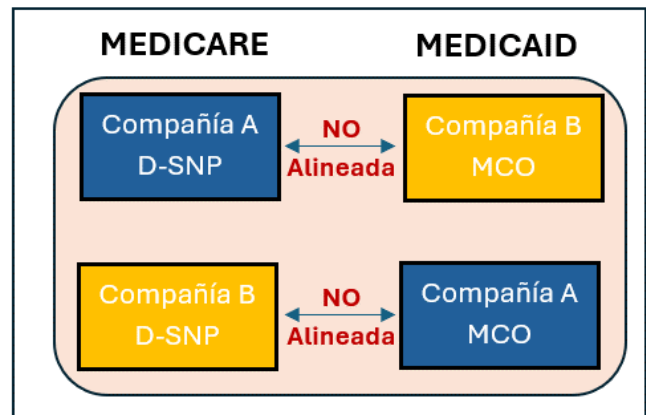 MEDICARE
MEDICAID
Compañía A
D-SNP
NO
Alineada
Compañía B
MCO
Compañía B
D-SNP
NO
Alineada
Compañía A
MCO